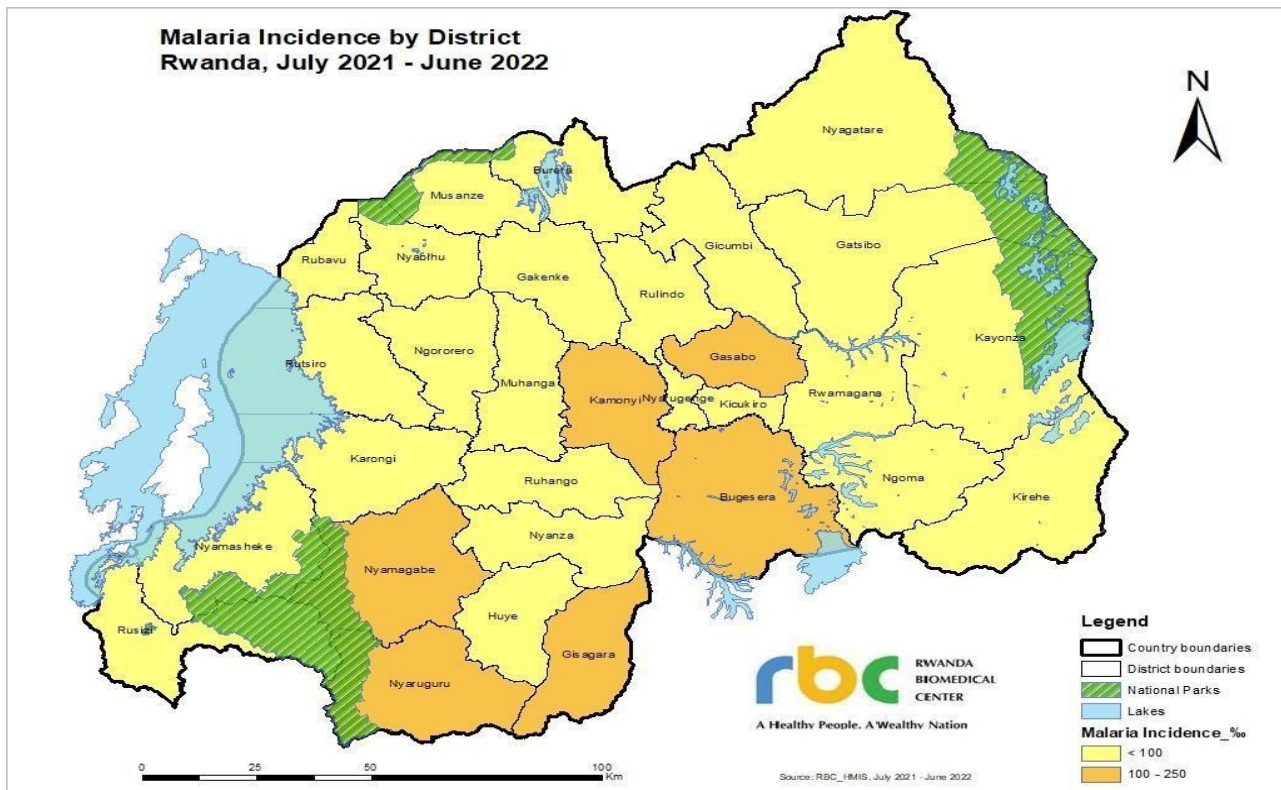 Malaria Incidence by District
Rwanda, July 2021 - June 2022
N
Nyagatare
Burera
Musanze
Gicumbi
Gatsibo
Rubavu
Gakenke
Rulindo
Kayonza
Gasabo
Ngororero
Rutsiro
Muhanga
Kamonyi
Nyarugenge
Kicukiro
Rwamagana
Karongi
Ruhango
Bugesera
Ngoma
Kirehe
Nyamasheke
Nyanza
Nyamagabe
Huye
Rusizi
Gisagara
Nyaruguru
rbc
RWANDA
BIOMEDICAL
CENTER
A Healthy People. A Wealthy Nation
Legend
Country boundaries
District boundaries
National Parks
Lakes
Malaria Incidence_‰
< 100
100 - 250
0 25 50 100
Km
Source: RBC_HMIS, July 2021 - June 2022